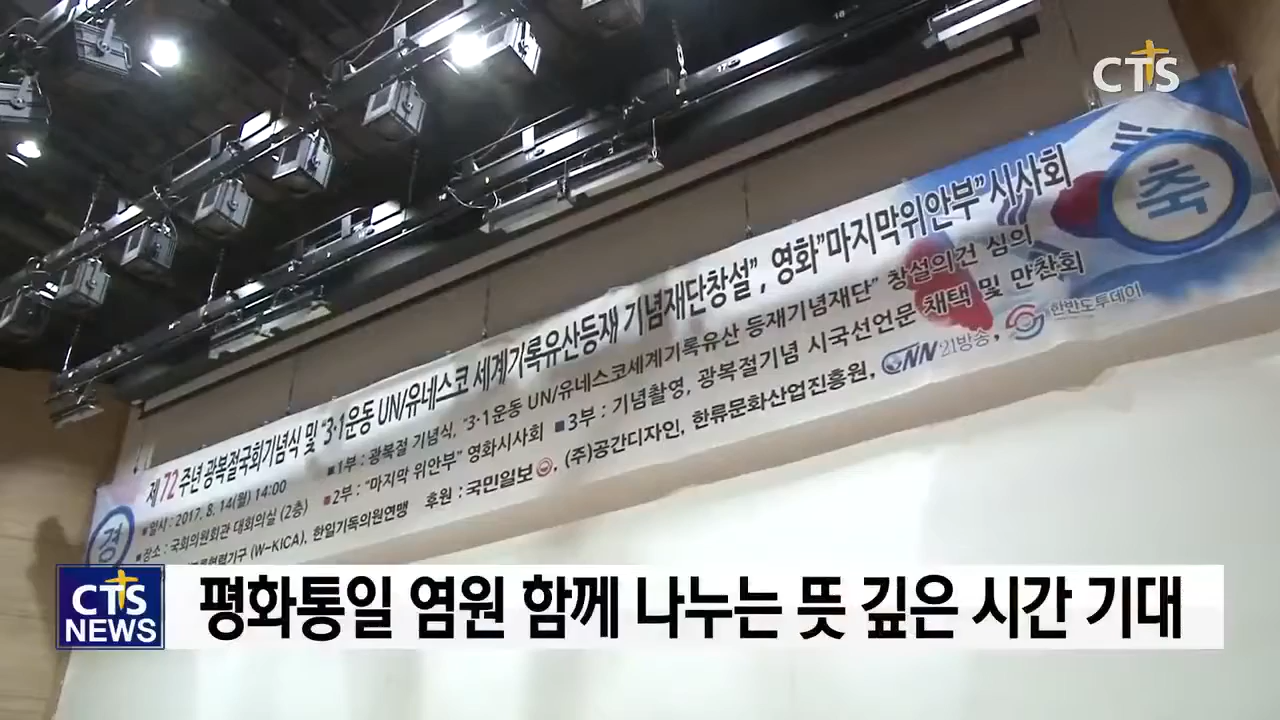 CTS
축
제72주년 광복절국회기념식 및 "3·1운동 UN/유네스코 세계기록유산등재 기념재단창설", 영화"마지막위안부"시사회
■일시 : 2017. 8. 14(월) 14:00
■1부 : 광복절 기념식, "3·1운동 UN/유네스코세계기록유산 등재기념재단" 창설의건 심의
■장소 : 국회의원회관 대회의실 (2층)
■2부 : "마지막 위안부" 영화시사회
■3부 : 기념촬영, 광복절기념 시국선언문 채택 및 만찬회
(W-KICA), 한일기독의원연맹
후원 : 국민일보, (주)공간디자인, 한류문화산업진흥원, GNN21방송, 한반도투데이
경
CTS NEWS
평화통일 염원 함께 나누는 뜻 깊은 시간 기대